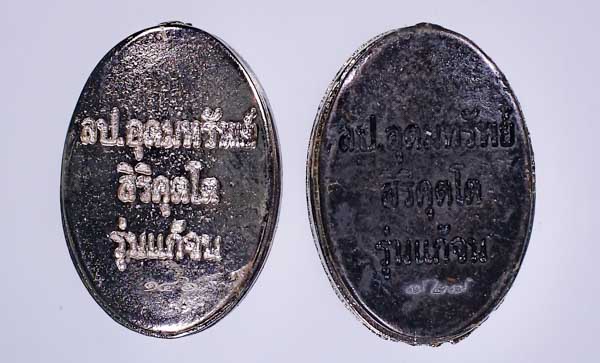 ลป.อุดมทรัพย์
สิริคุตโต
รุ่นแก้จน
ลป.อุดมทรัพย์
สิริคุตโต
รุ่นแก้จน